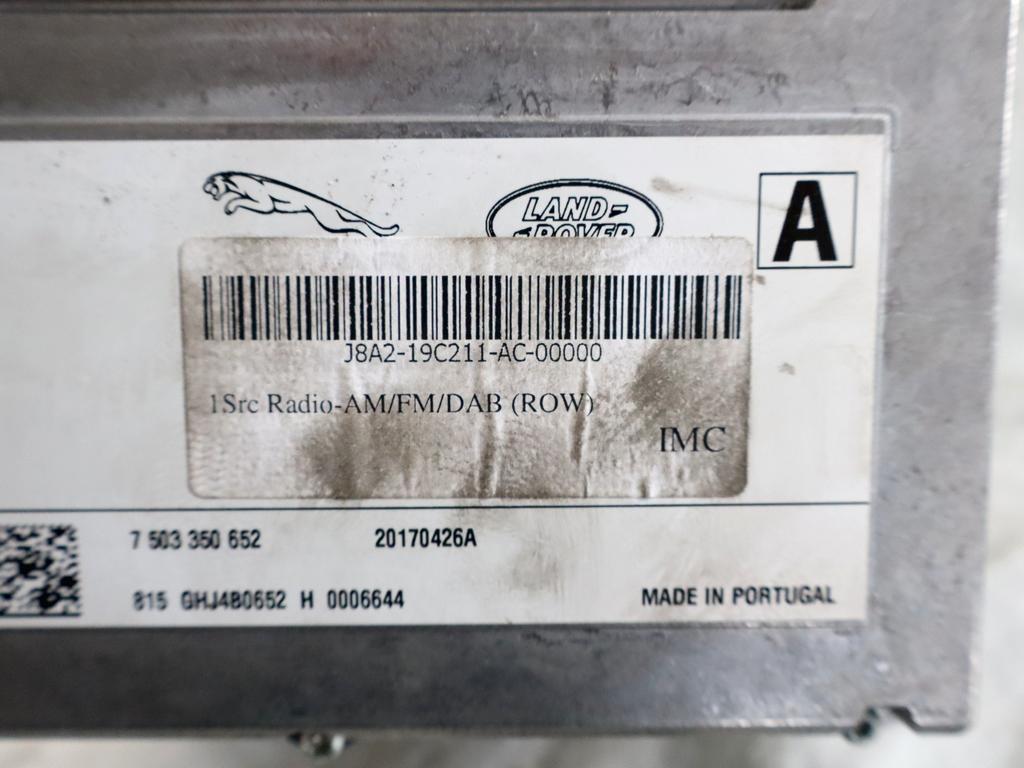 LAND-
ROVER
A
J8A2-19C211-AC-00000
1Src Radio-AM/FM/DAB (ROW)
IMC
7 503 350 652
20170426A
815 GHJ4B0652 H 0006644
MADE IN PORTUGAL